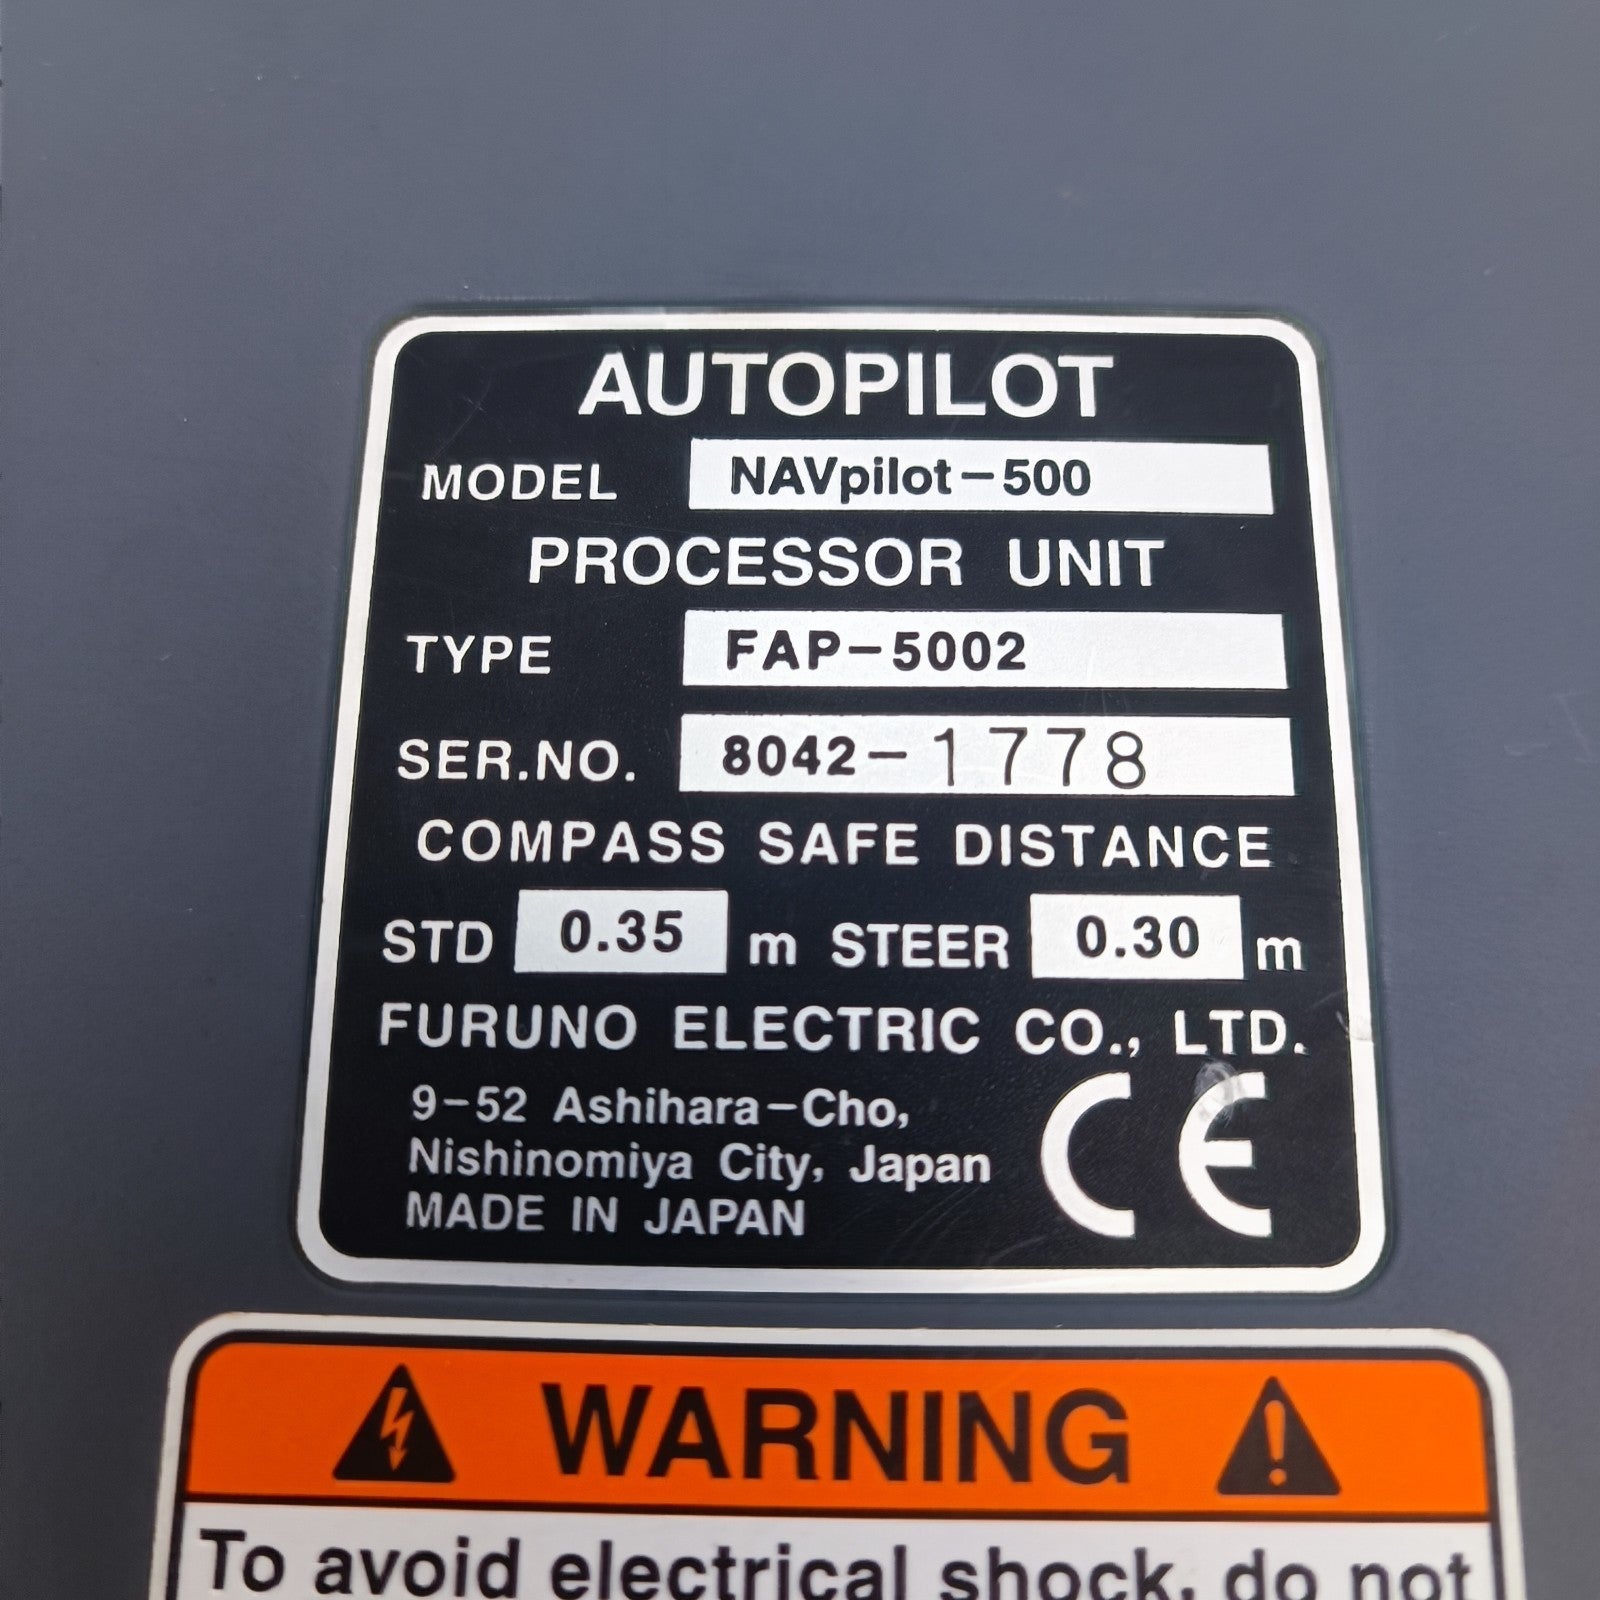 AUTOPILOT
MODEL NAVpilot-500
PROCESSOR UNIT
TYPE FAP-5002
SER.NO. 8042-1778
COMPASS SAFE DISTANCE
STD 0.35 m STEER 0.30 m
FURUNO ELECTRIC CO., LTD.
9-52 Ashihara-Cho,
Nishinomiya City, Japan
MADE IN JAPAN
CE
WARNING
To avoid electrical shock, do not